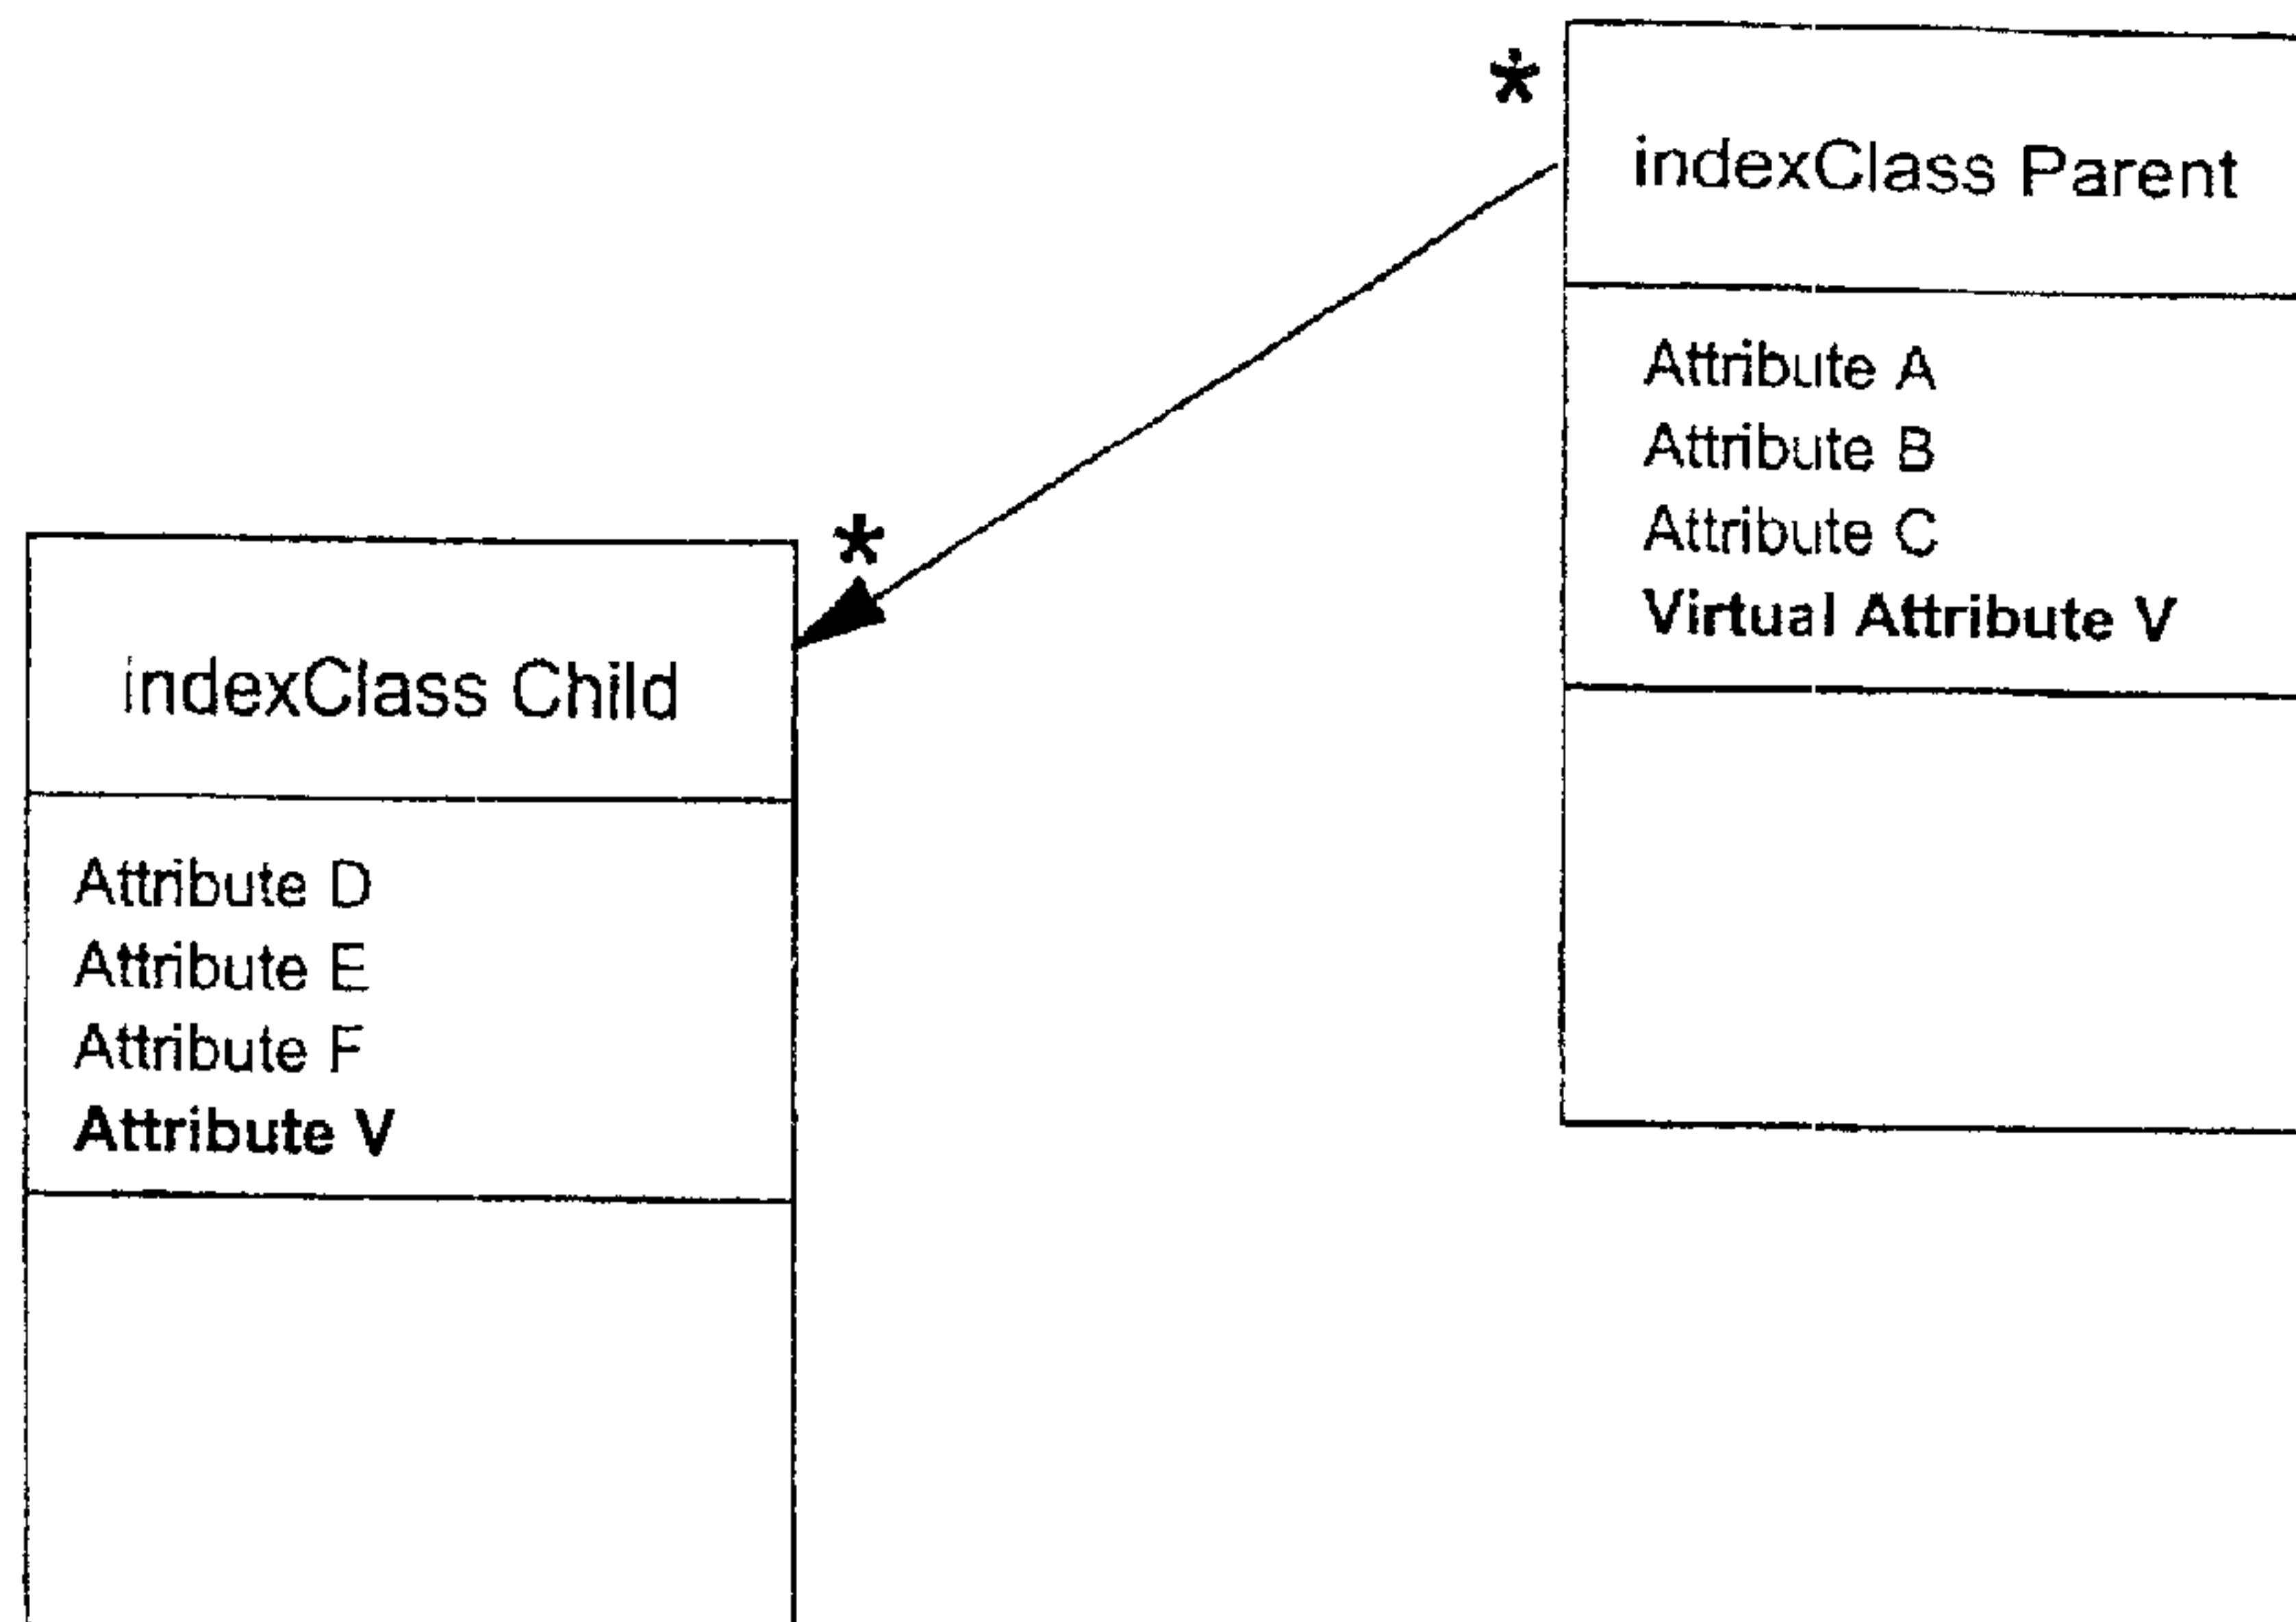 *
indexClass Parent
Attribute A
Attribute B
Attribute C
Virtual Attribute V
*
indexClass Child
Attribute D
Attribute E
Attribute F
Attribute V